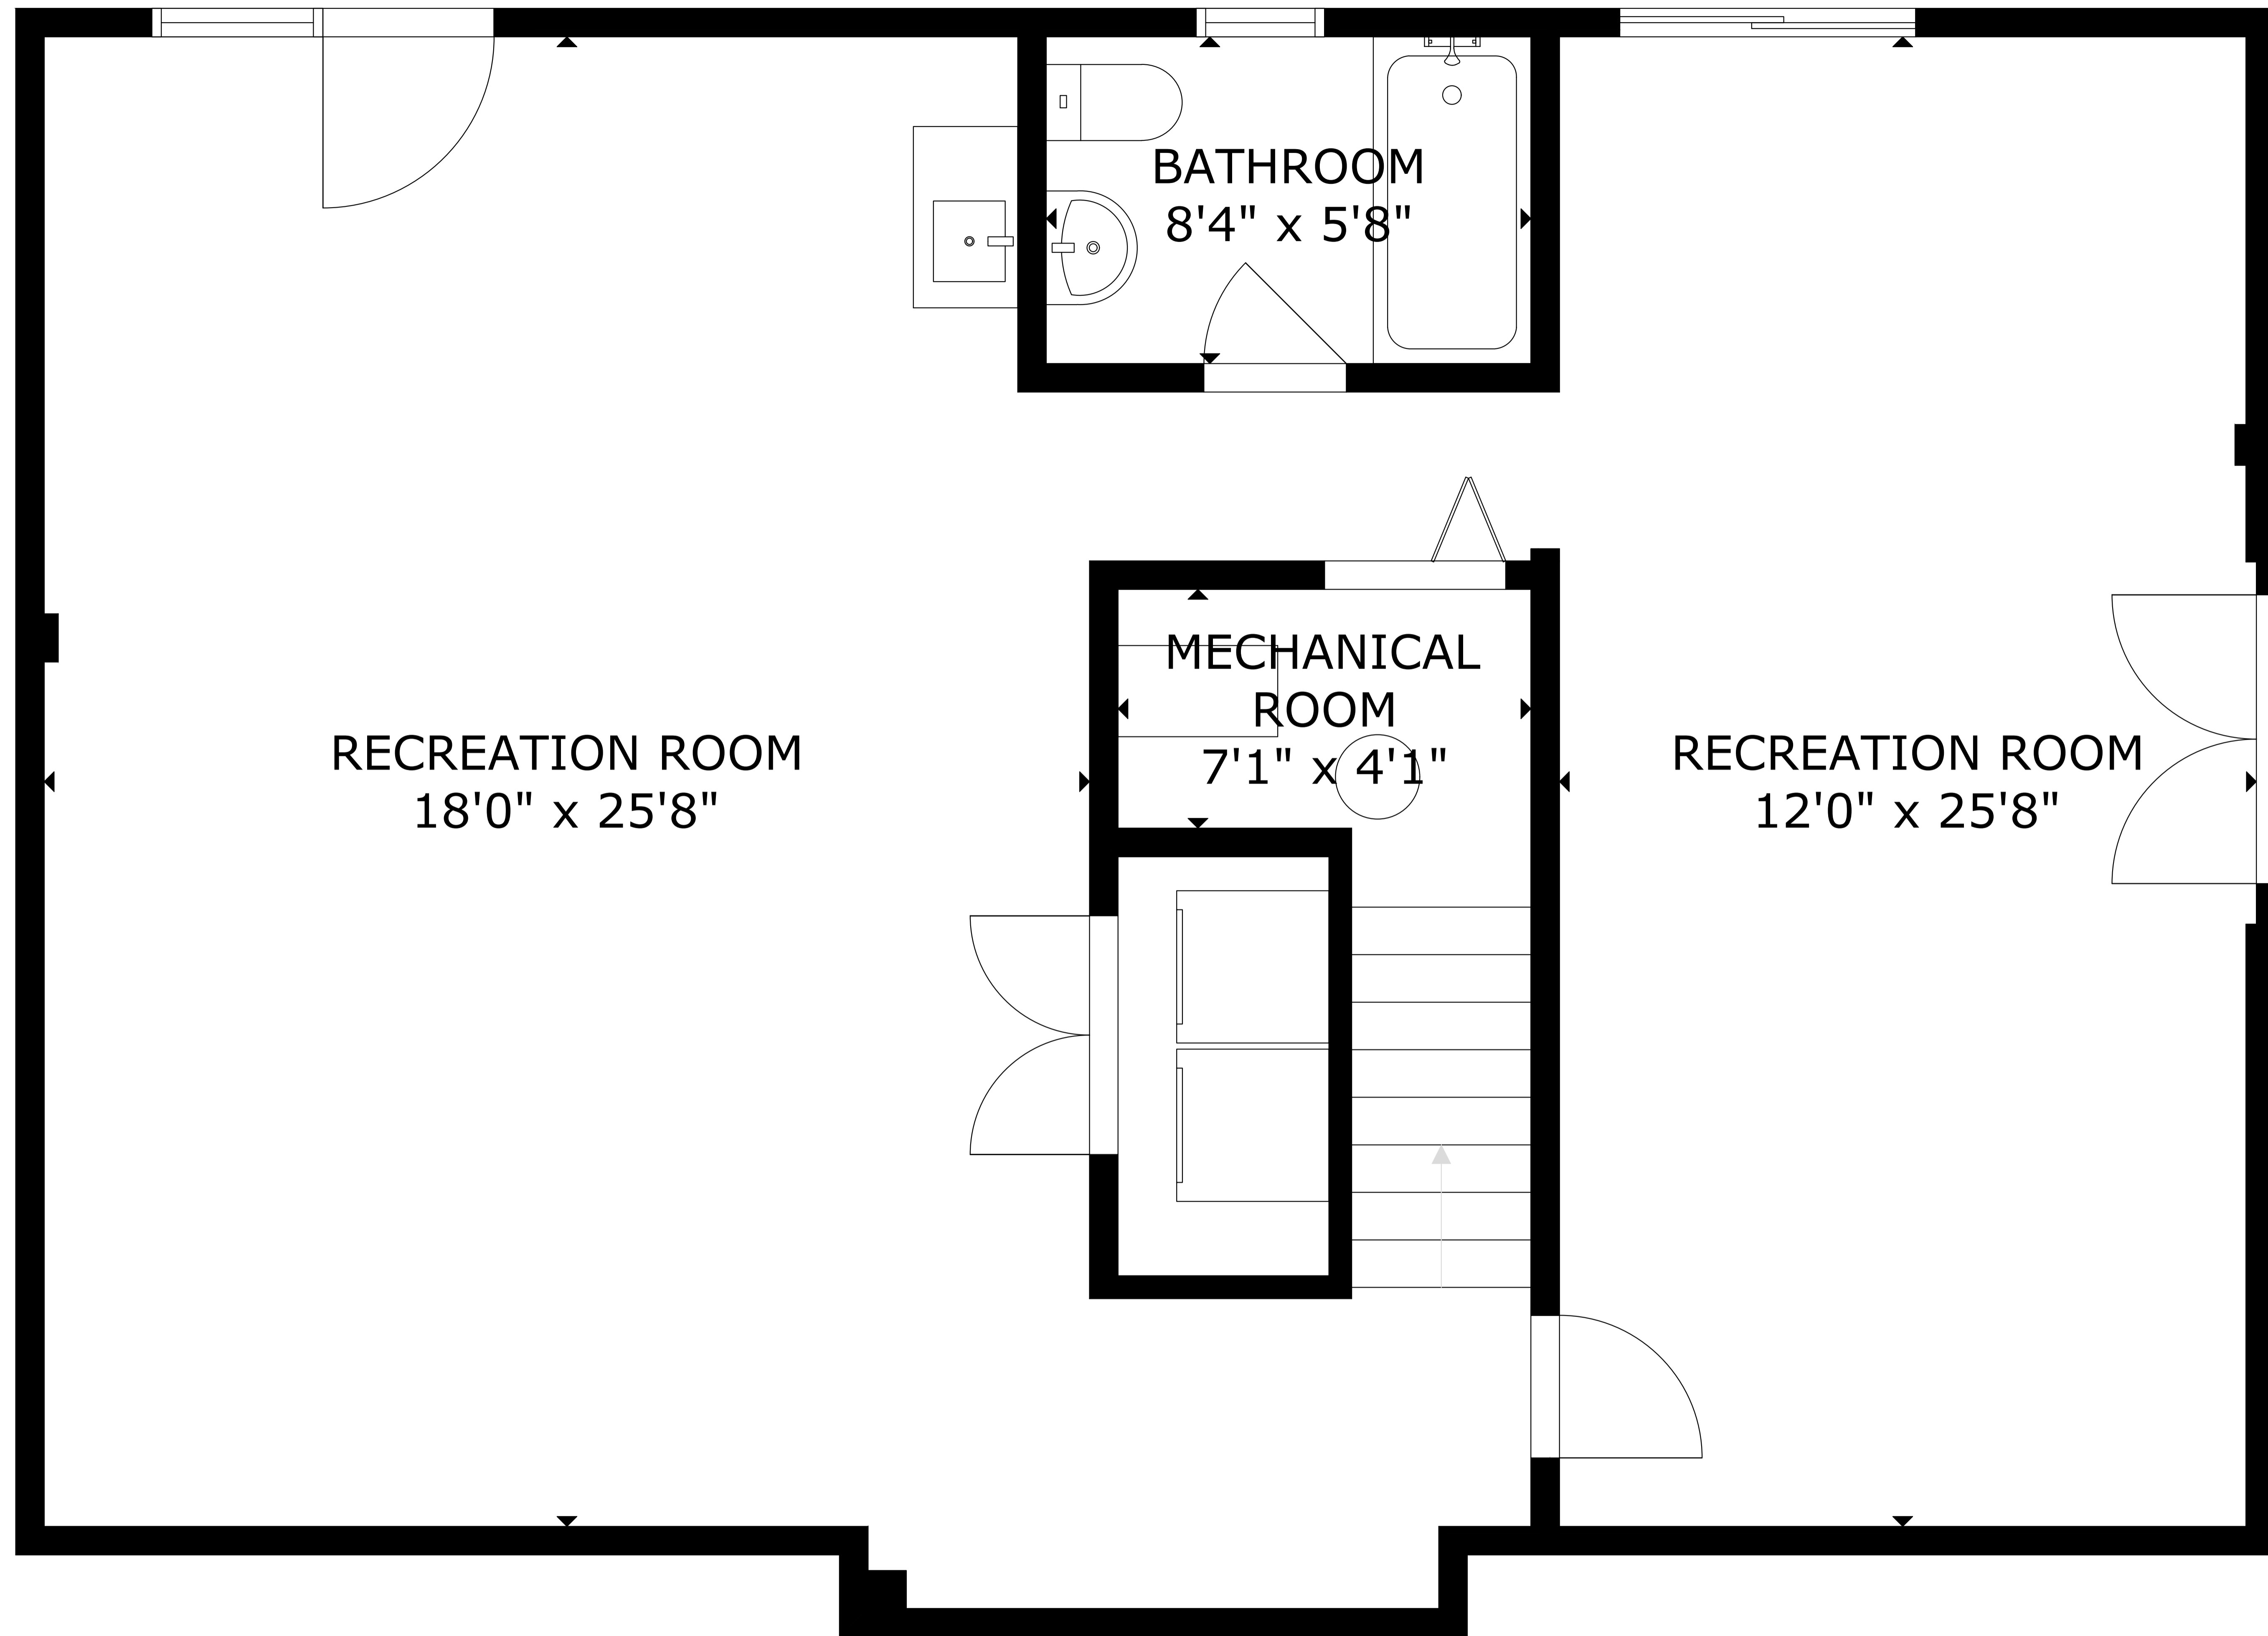 BATHROOM
8'4" x 5'8"
MECHANICAL
ROOM
7'1" x 4'1"
RECREATION ROOM
18'0" x 25'8"
RECREATION ROOM
12'0" x 25'8"